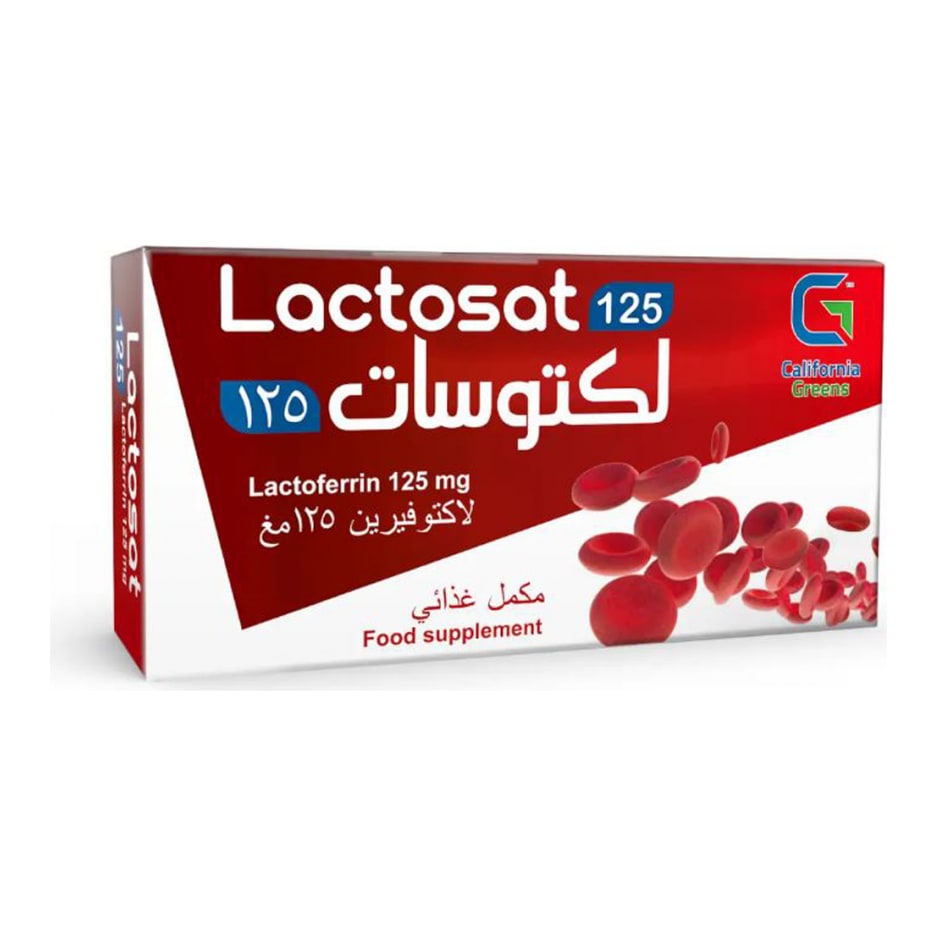 Lactosat 125
لكتوسات ١٢٥
Lactoferrin 125 mg
لاكتوفيرين ١٢٥مغ
مكمل غذائي
Food supplement
California
Greens
Lactosat 125
Lactoferrin 125 mg